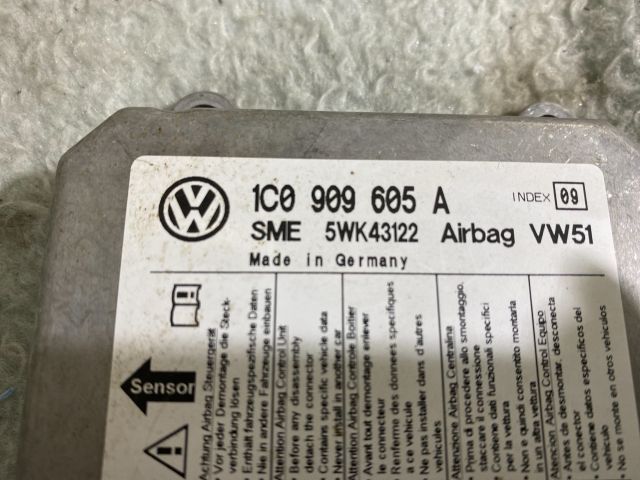 1C0 909 605 A
INDEX 09
SME 5WK43122 Airbag VW51
Made in Germany
Sensor
Achtung Airbag Steuergerät
• Vor jeder Demontage die Steck-
verbindung lösen
• Enthält fahrzeugspezifische Daten
• Nie in andere Fahrzeuge einbauen
Attention Airbag Control Unit
• Before any disassembly
detach the connector
• Contains specific vehicle data
• Never install in another car
Attention Airbag Controle Boitier
• Avant tout demontage enlever
le connecteur
• Renferme des donnees specifiques
a ce vehicule
• Ne pas installer dans d'autres
vehicules
Attenzione Airbag Centralina
• Prima di procedere allo smontaggio,
staccare il connessione
• Contiene dati funzionali specifici
per la vettura
• Non e quindi consentito montarla
in un altra vettura
Atencion Airbag Control Equipo
• Antes de desmontar, desconecta
el conector
• Contiene datos especificos del
vehiculo
• No se monte en otros vehiculos